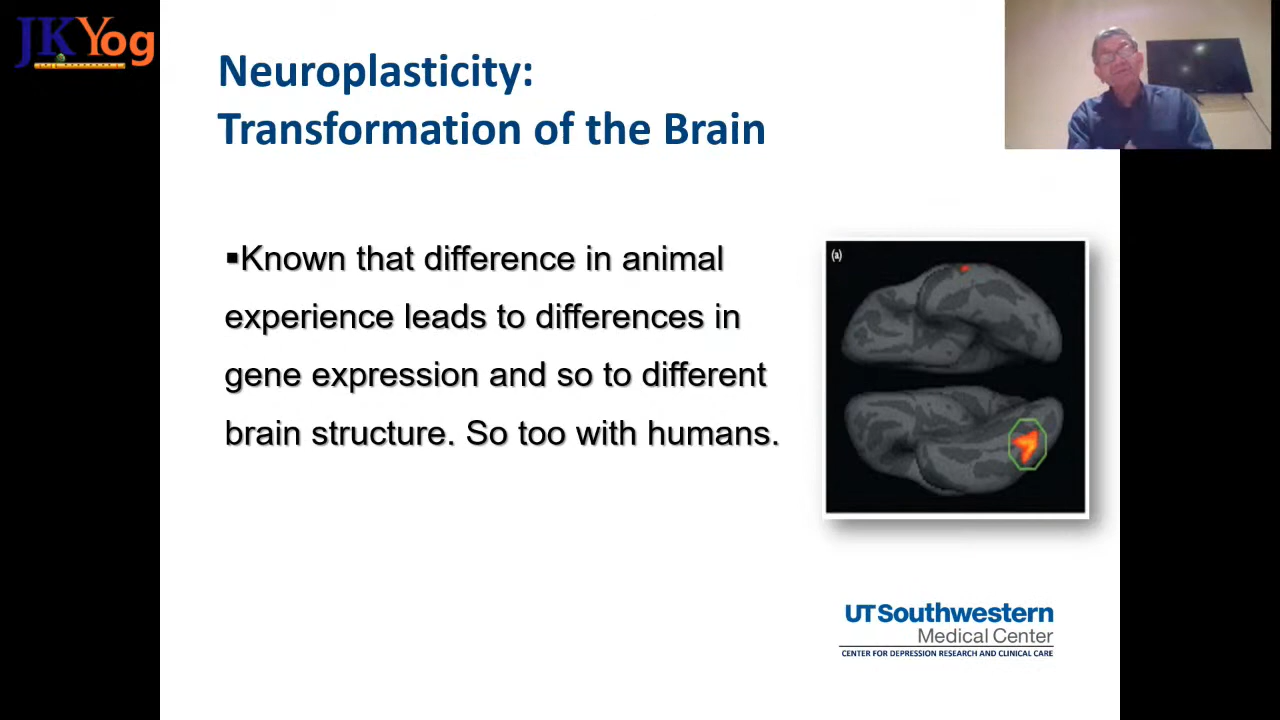 JKYog
Neuroplasticity:
Transformation of the Brain
▪Known that difference in animal
experience leads to differences in
gene expression and so to different
brain structure. So too with humans.
(a)
UTSouthwestern
Medical Center
CENTER FOR DEPRESSION RESEARCH AND CLINICAL CARE